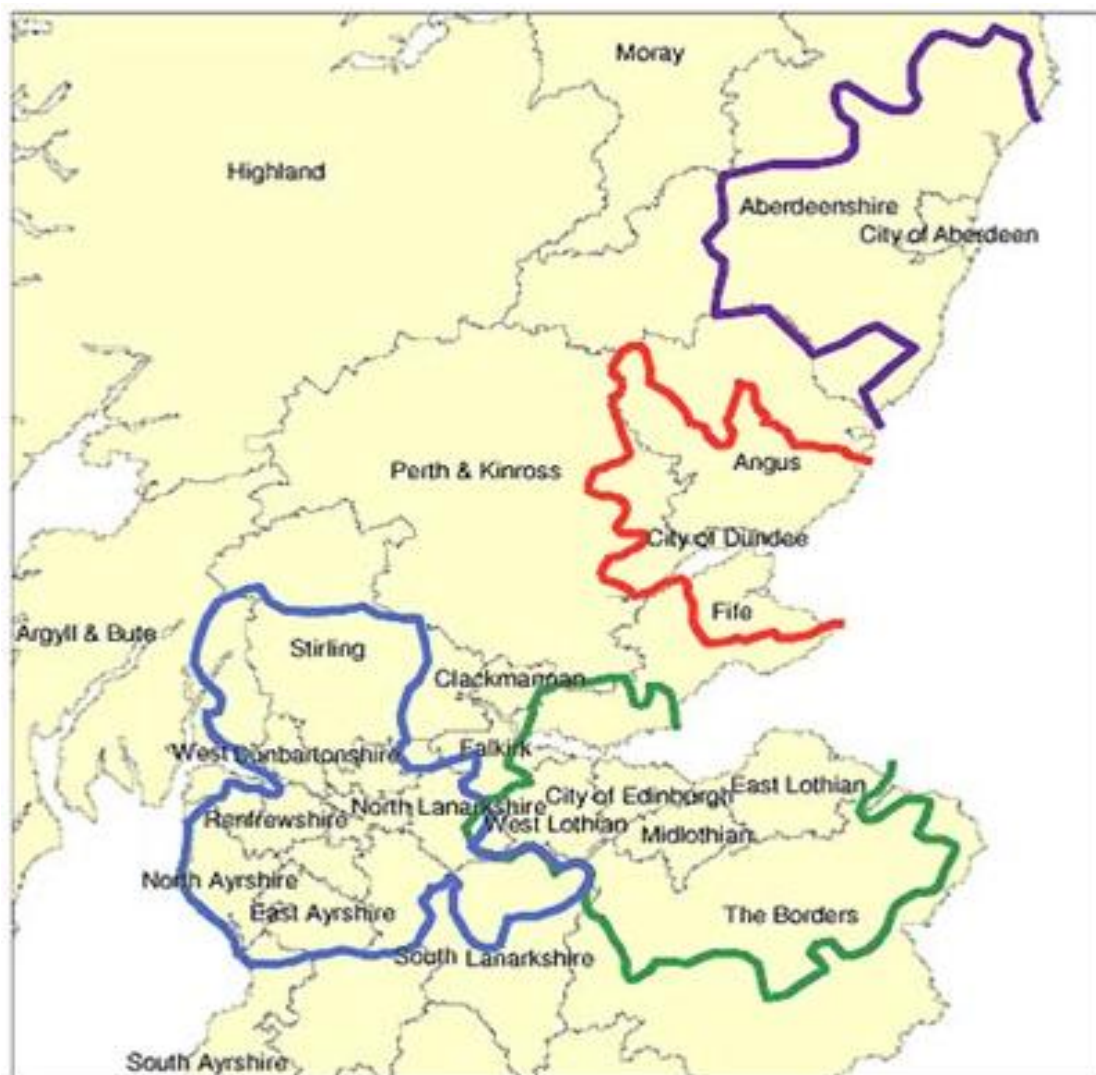 Moray
Highland
Aberdeenshire
City of Aberdeen
Perth & Kinross
Angus
City of Dundee
Fife
Argyll & Bute
Stirling
Clackmannan
West Dunbartonshire
Falkirk
East Lothian
City of Edinburgh
North Lanarkshire
Renfrewshire
West Lothian
Midlothian
North Ayrshire
East Ayrshire
The Borders
South Lanarkshire
South Ayrshire